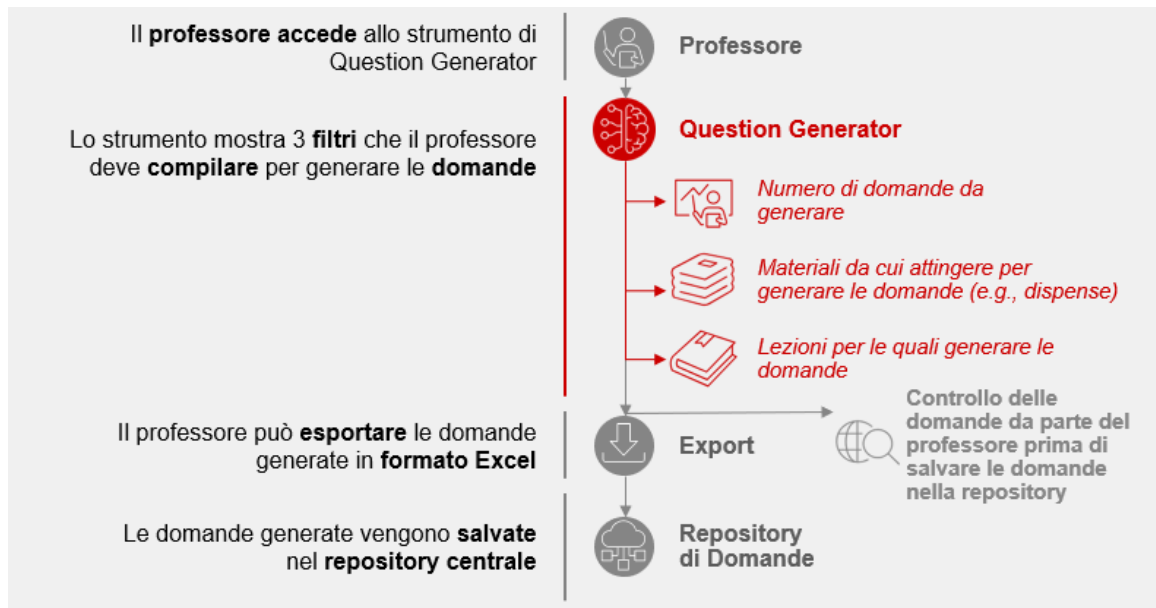 Il professore accede allo strumento di
Question Generator
Professore
Lo strumento mostra 3 filtri che il professore
deve compilare per generare le domande
Question Generator
Numero di domande da
generare
Materiali da cui attingere per
generare le domande (e.g., dispense)
Lezioni per le quali generare le
domande
Il professore può esportare le domande
generate in formato Excel
Export
Controllo delle
domande da parte del
professore prima di
salvare le domande
nella repository
Le domande generate vengono salvate
nel repository centrale
Repository
di Domande